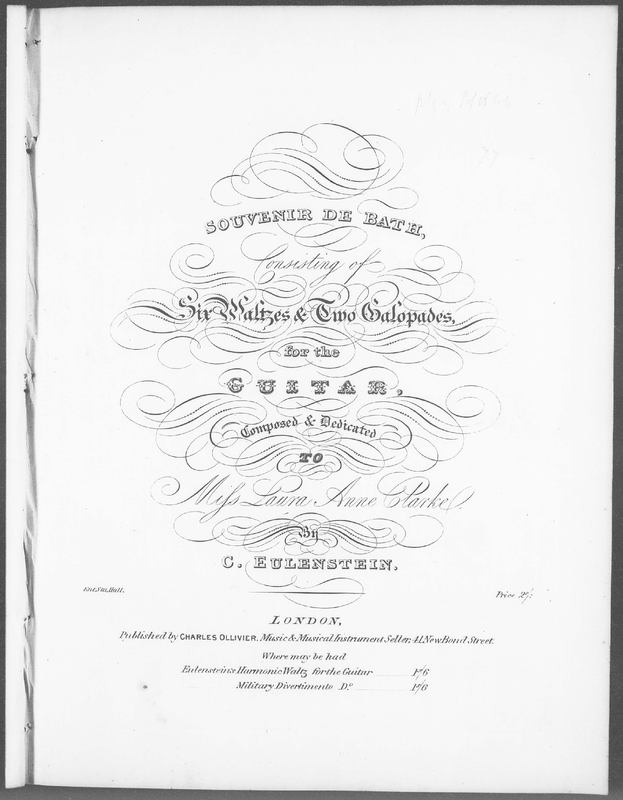 SOUVENIR DE BATH,
Consisting of
Six Waltzes & Two Galopades,
for the
GUITAR,
Composed & Dedicated
TO
Miss Laura Anne Clarke.
By
C. EULENSTEIN.
Ent. Sta. Hall.
Price 2/:
LONDON,
Published by CHARLES OLLIVIER, Music & Musical Instrument Seller, 41, New Bond Street.
Where may be had
Eulenstein's Harmonic Waltz for the Guitar 1/6
Military Divertimento Do. 1/6